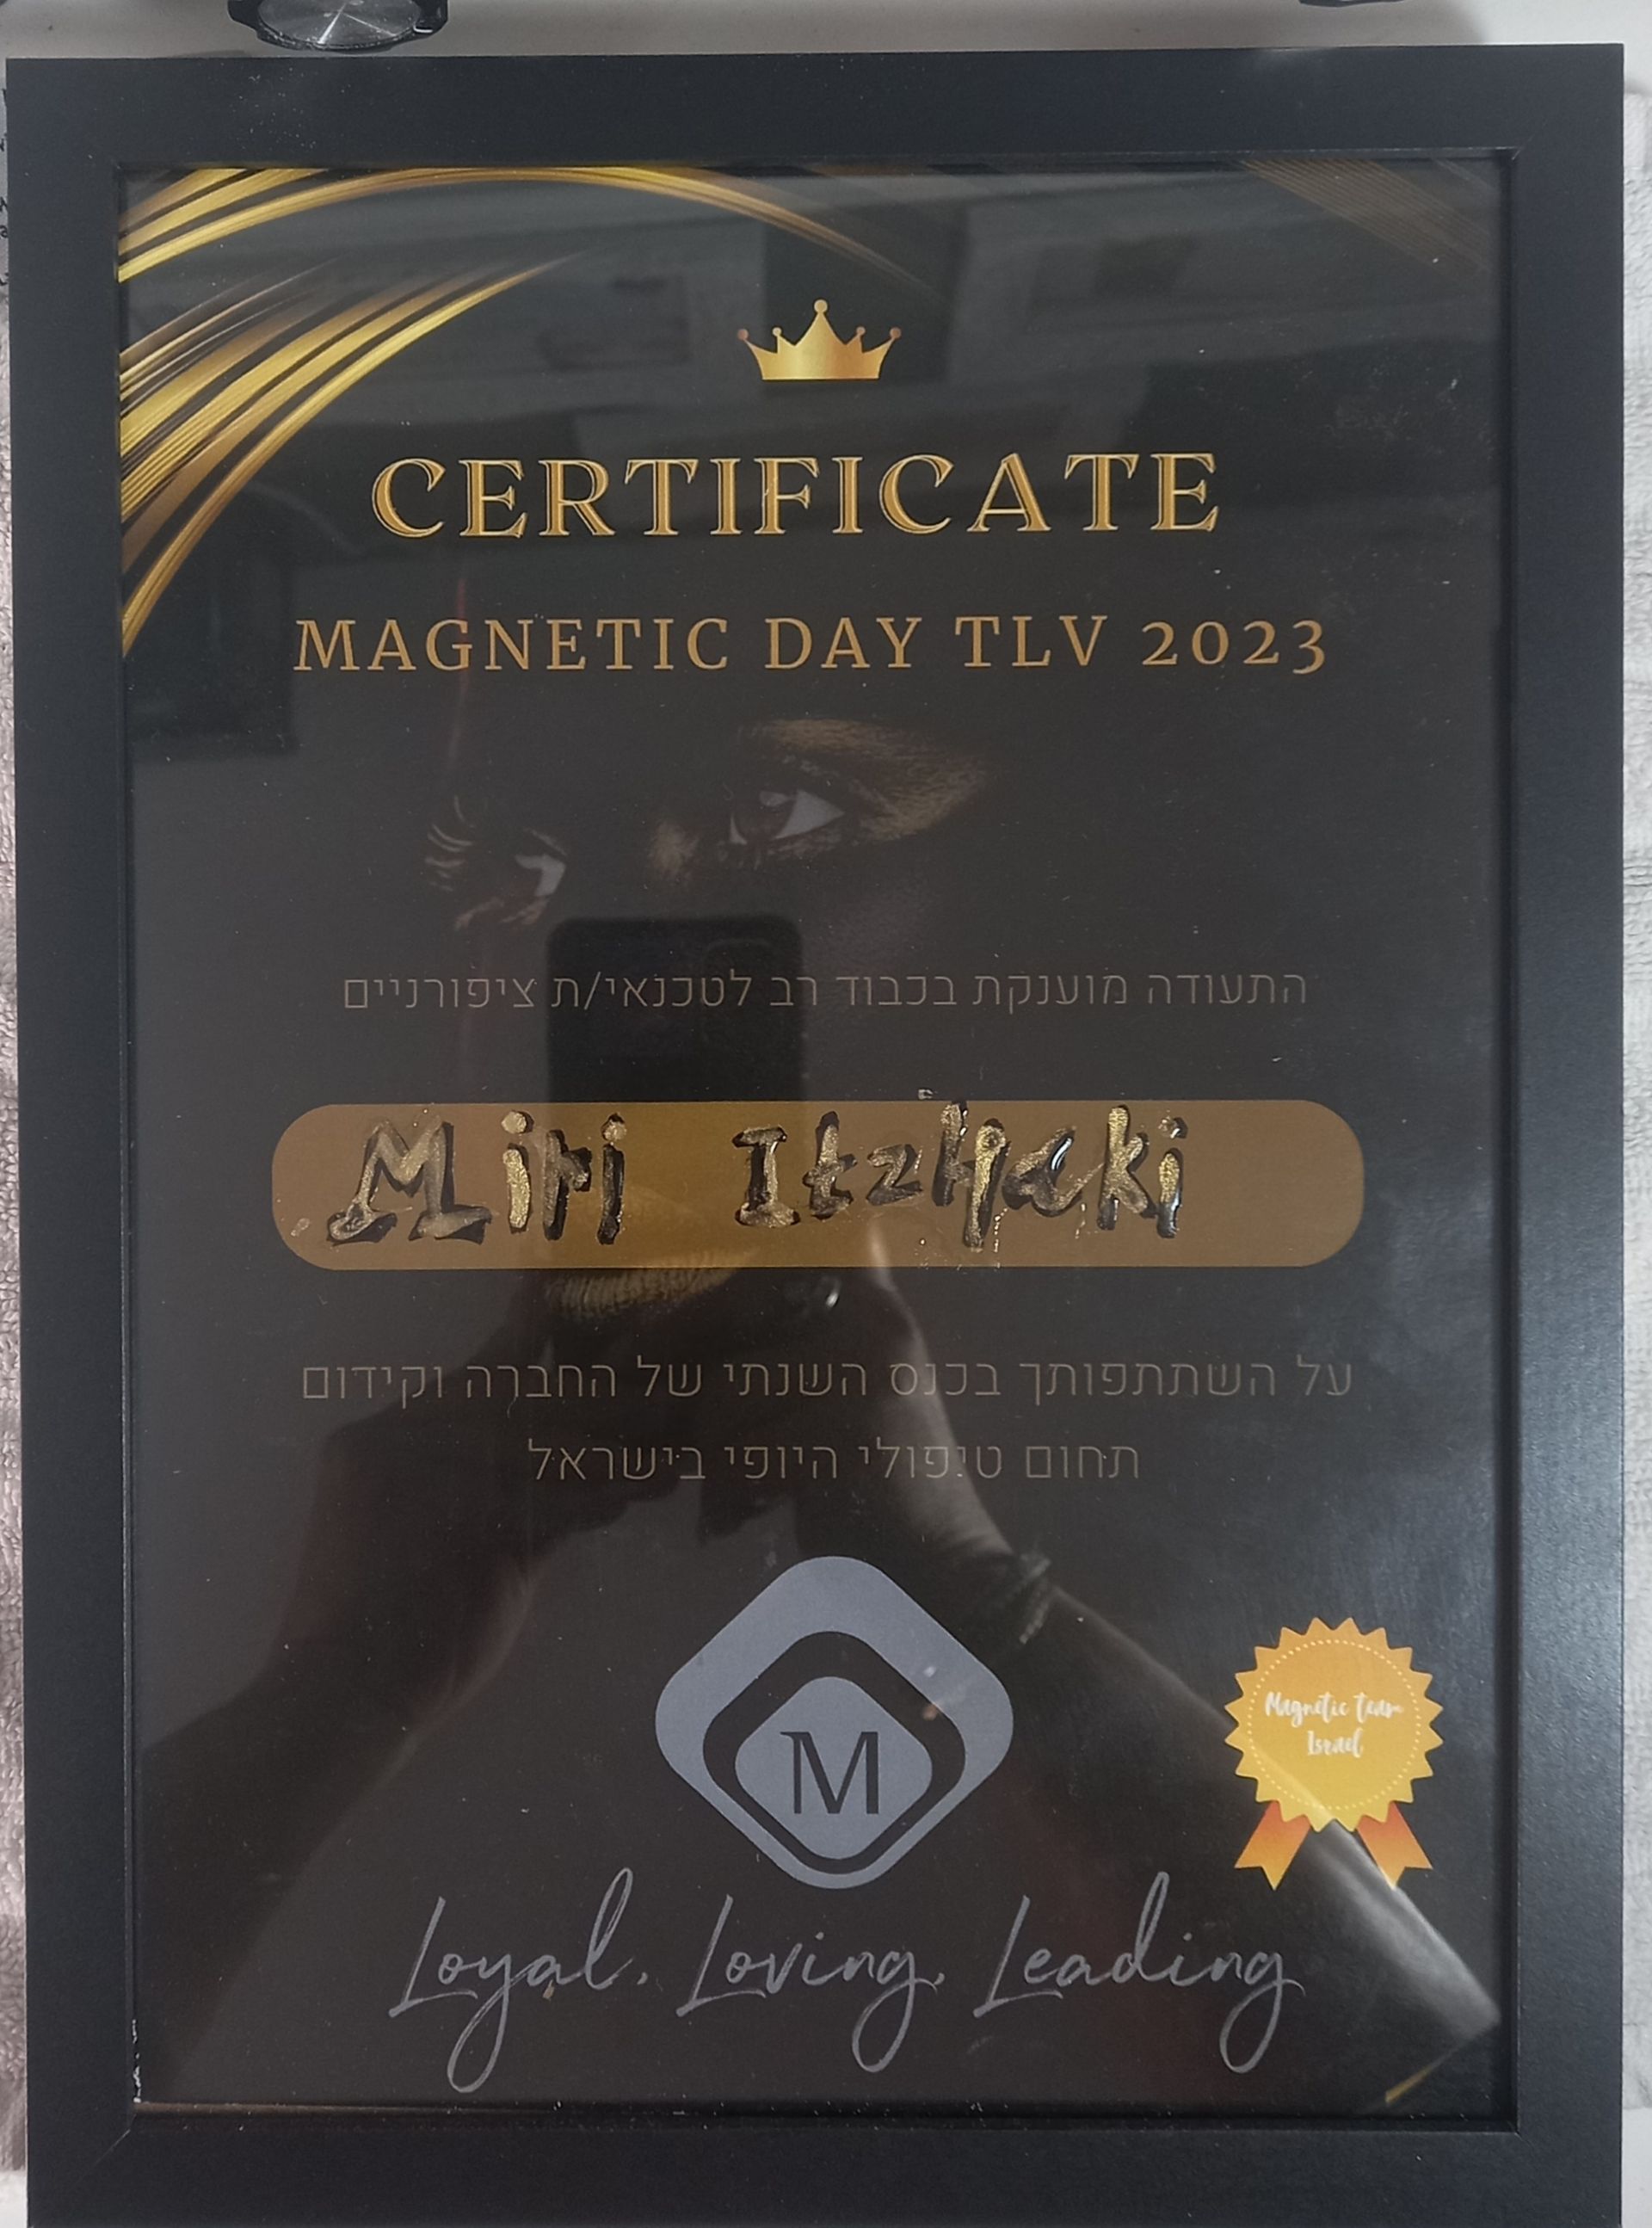 CERTIFICATE
MAGNETIC DAY TLV 2023
התעודה מוענקת בכבוד רב לטכנאי/ת ציפורניים
Miri Itzhaki
על השתתפותך בכנס השנתי של החברה וקידום
תחום טיפולי היופי בישראל
M
Magnetic team
Israel
Loyal. Loving. Leading